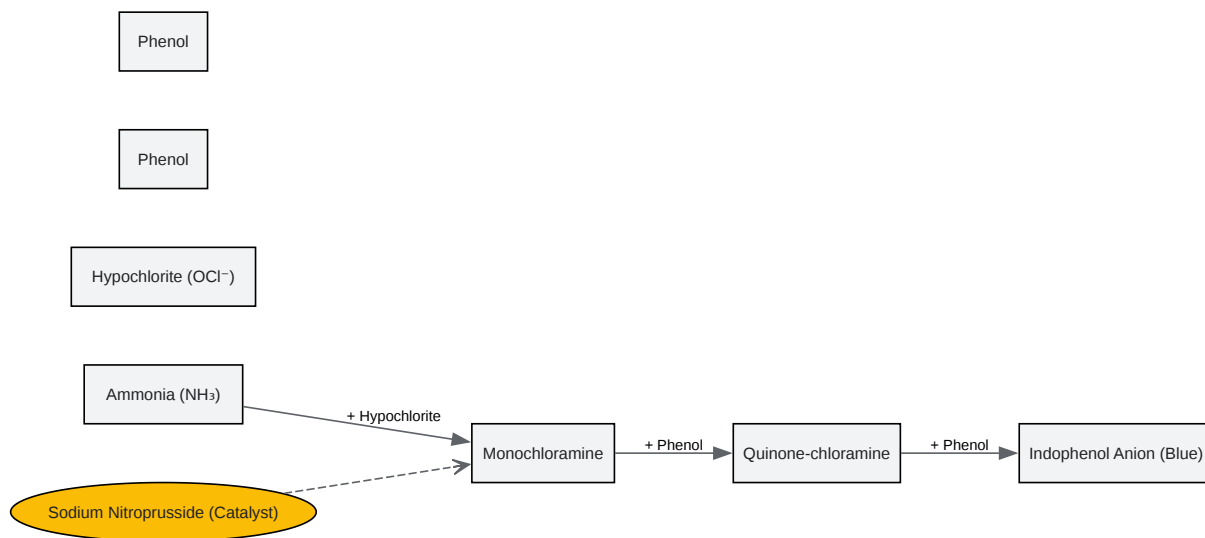 Phenol
Phenol
Hypochlorite (OCl⁻)
Ammonia (NH₃)
+ Hypochlorite
Monochloramine
+ Phenol
Quinone-chloramine
+ Phenol
Indophenol Anion (Blue)
Sodium Nitroprusside (Catalyst)